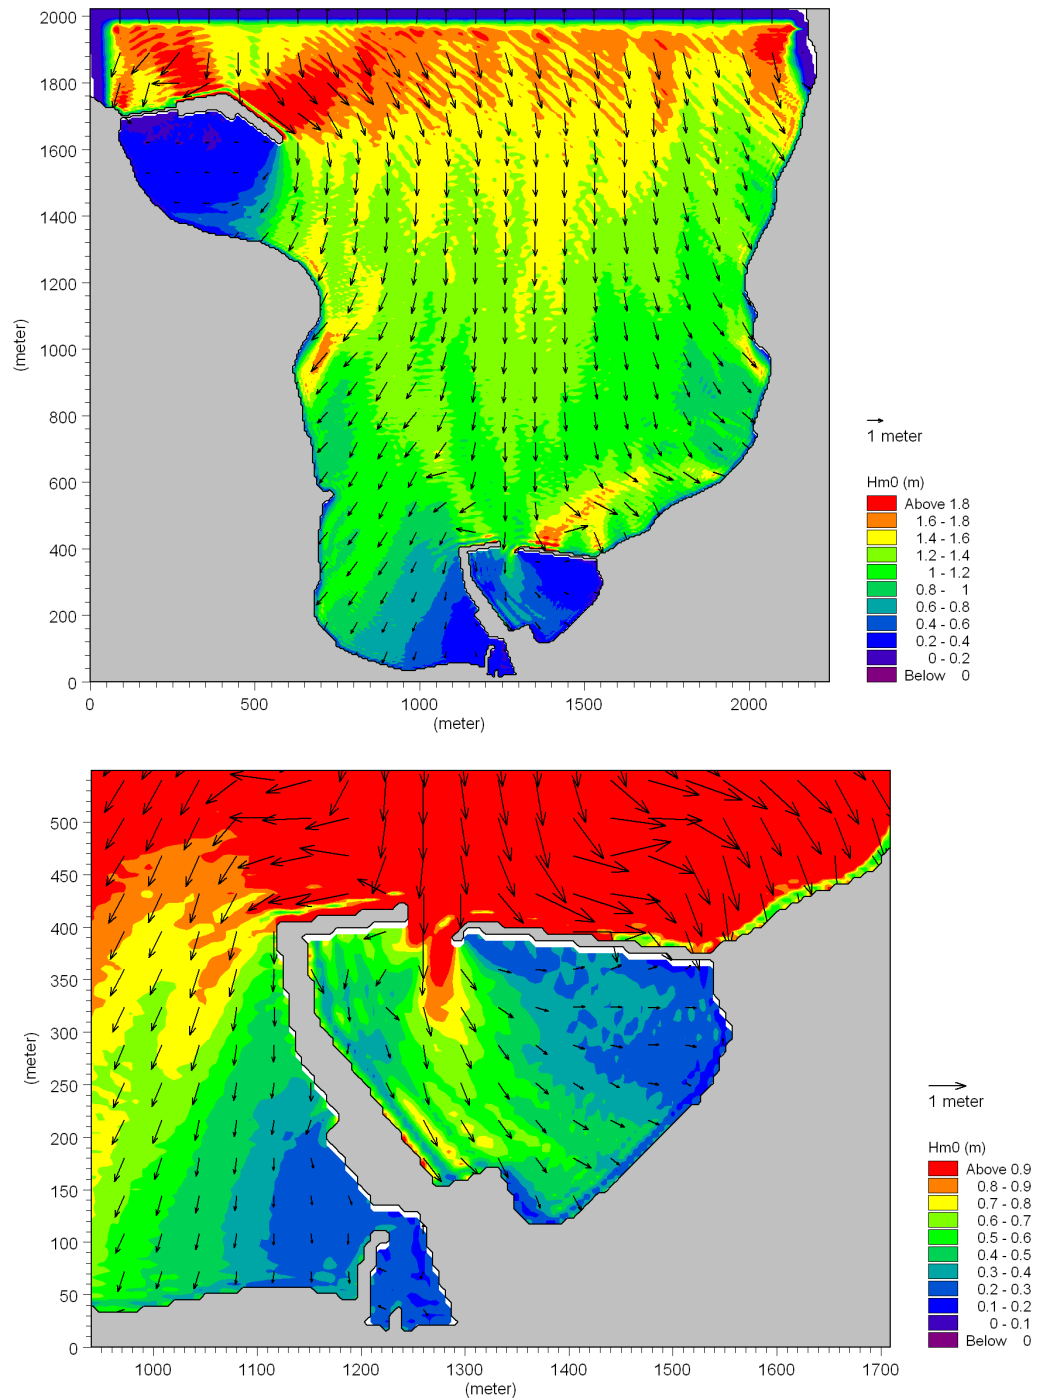 2000
1800
1600
1400
1200
1000
800
600
400
200
0
(meter)
0 500 1000 1500 2000
(meter)
1 meter
Hm0 (m)
Above 1.8
1.6 - 1.8
1.4 - 1.6
1.2 - 1.4
1 - 1.2
0.8 - 1
0.6 - 0.8
0.4 - 0.6
0.2 - 0.4
0 - 0.2
Below 0
500
450
400
350
300
250
200
150
100
50
0
(meter)
1000 1100 1200 1300 1400 1500 1600 1700
(meter)
1 meter
Hm0 (m)
Above 0.9
0.8 - 0.9
0.7 - 0.8
0.6 - 0.7
0.5 - 0.6
0.4 - 0.5
0.3 - 0.4
0.2 - 0.3
0.1 - 0.2
0 - 0.1
Below 0